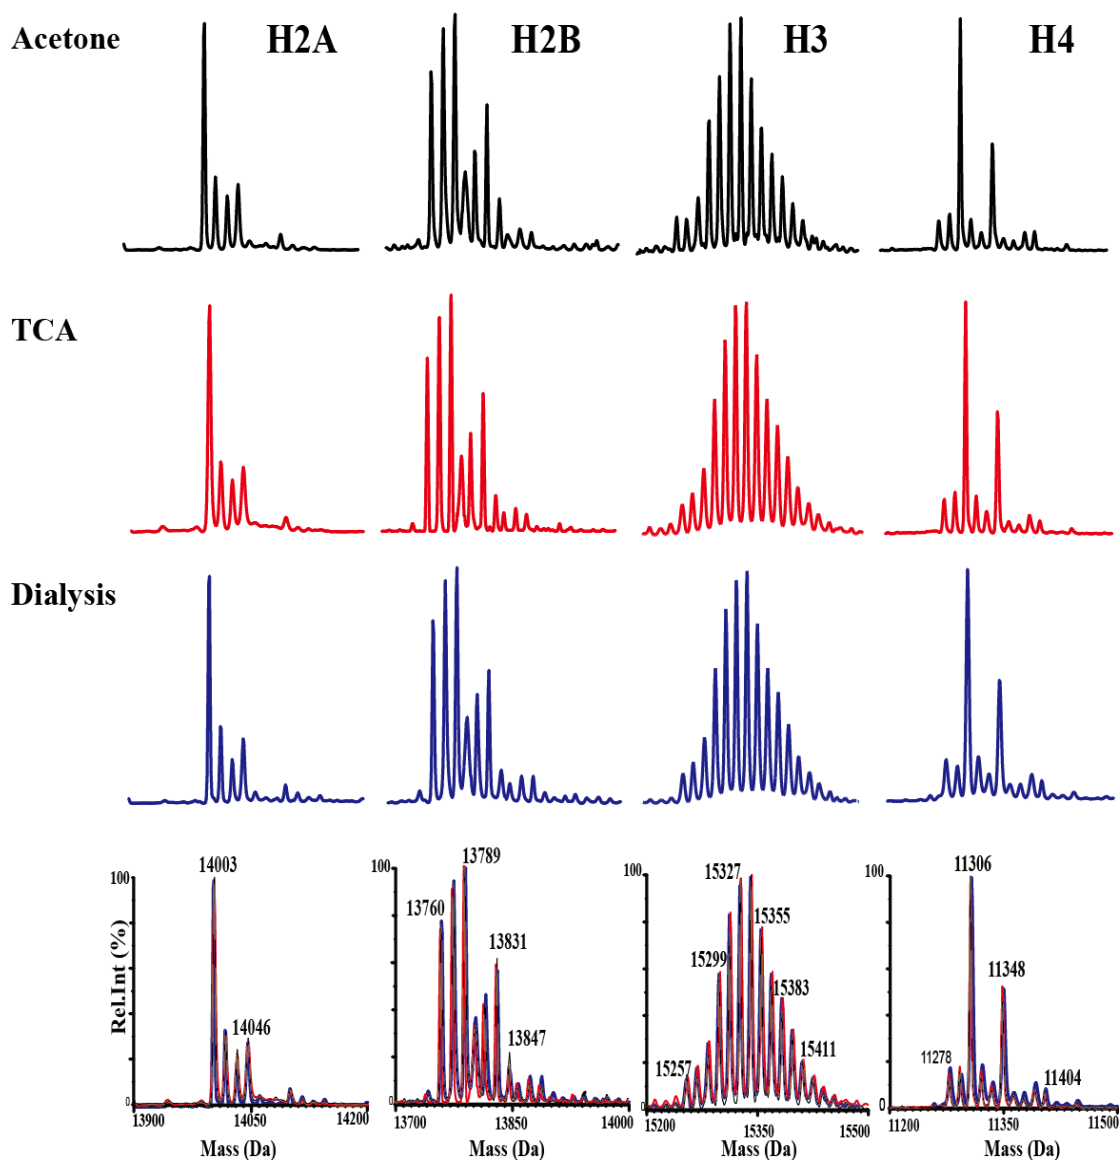 Acetone H2A H2B H3 H4
TCA
Dialysis
14003 13789 15327 11306
100 100 100 100
13760 15355
13831
15299 11348
Rel.Int (%)
15383
14046 13847 11278
15411
15257 11404
0 0 0 0
13900 14050 14200 13700 13850 14000 15200 15350 15500 11200 11350 11500
Mass (Da) Mass (Da) Mass (Da) Mass (Da)